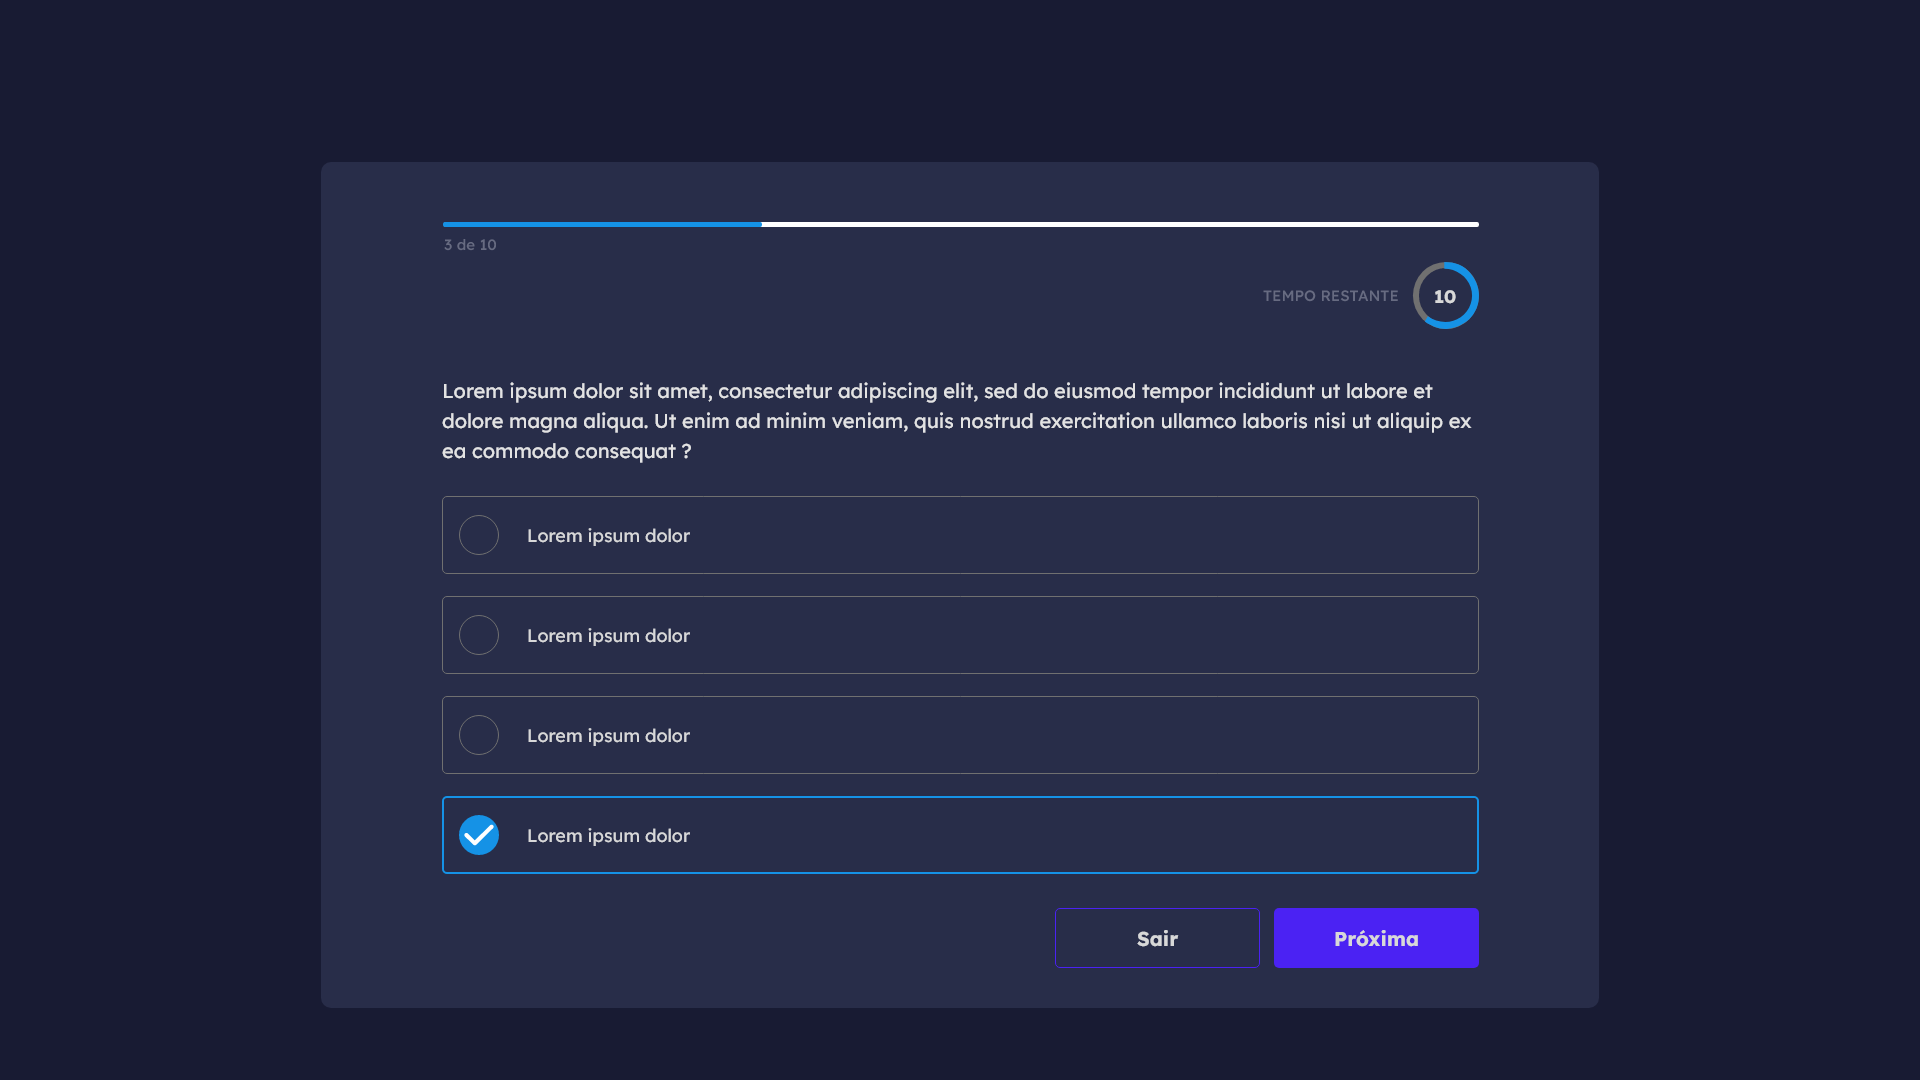 3 de 10
TEMPO RESTANTE
10
Lorem ipsum dolor sit amet, consectetur adipiscing elit, sed do eiusmod tempor incididunt ut labore et
dolore magna aliqua. Ut enim ad minim veniam, quis nostrud exercitation ullamco laboris nisi ut aliquip ex
ea commodo consequat ?
Lorem ipsum dolor
Lorem ipsum dolor
Lorem ipsum dolor
Lorem ipsum dolor
Sair
Próxima